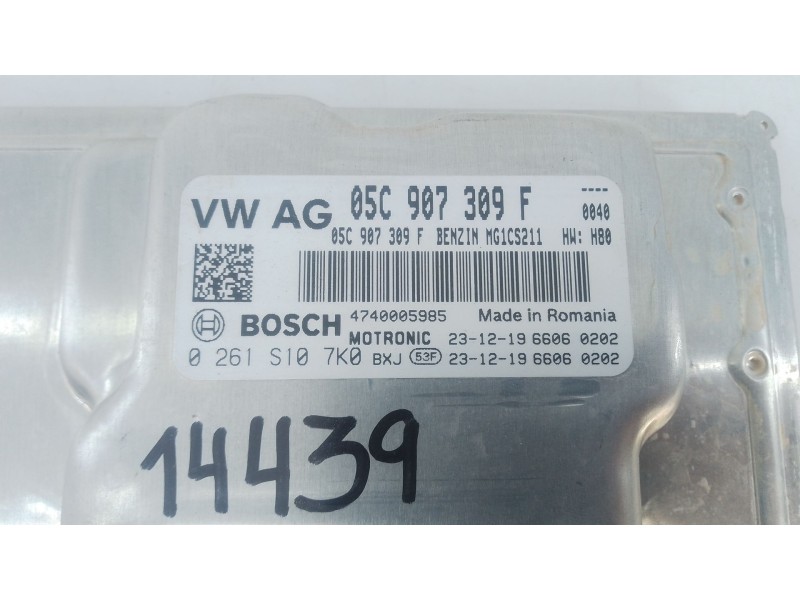 VW AG 05C 907 309 F ----
0040
05C 907 309 F BENZIN MG1CS211 HW: H80
4740005985 Made in Romania
BOSCH MOTRONIC 23-12-19 6606 0202
0 261 S10 7K0 BXJ 53F 23-12-19 6606 0202
14439